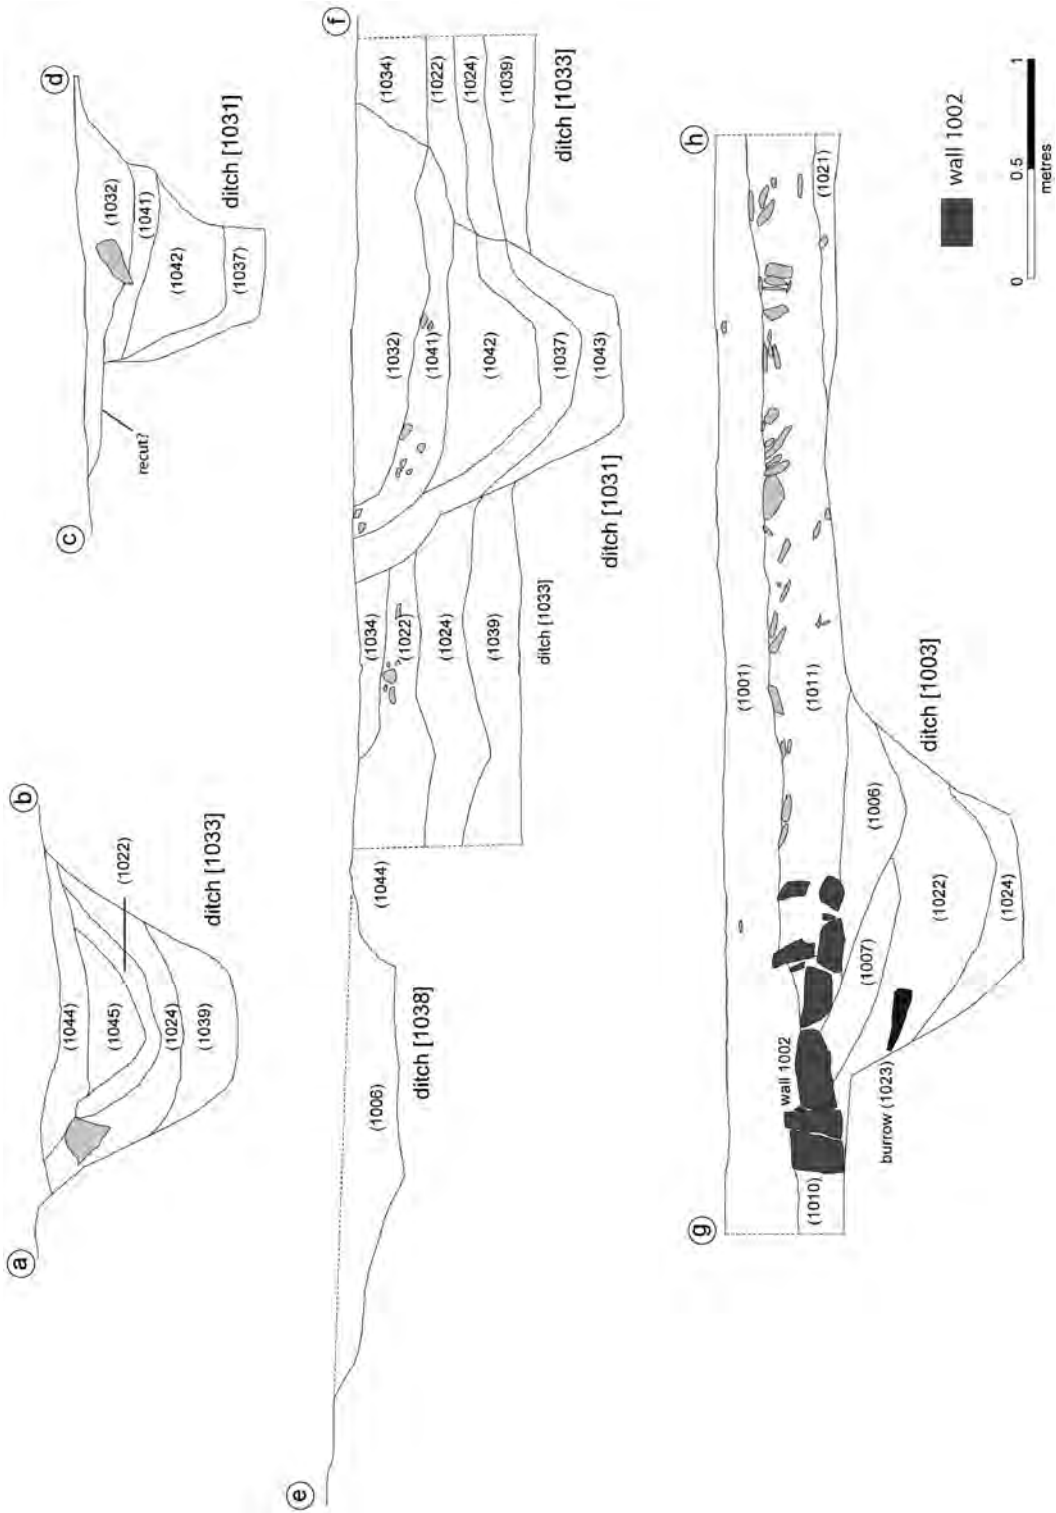 a
b
(1044)
(1045)
(1022)
(1024)
(1039)
ditch [1033]
c
d
(1032)
(1041)
(1042)
(1037)
recut?
ditch [1031]
e
f
(1006)
ditch [1038]
(1044)
(1034)
(1022)
(1024)
(1039)
ditch [1033]
(1032)
(1041)
(1042)
(1037)
(1043)
ditch [1031]
(1034)
(1022)
(1024)
(1039)
ditch [1033]
g
h
(1010)
wall 1002
burrow (1023)
(1007)
(1006)
(1022)
(1024)
ditch [1003]
(1001)
(1011)
(1021)
wall 1002
0
0.5
1
metres